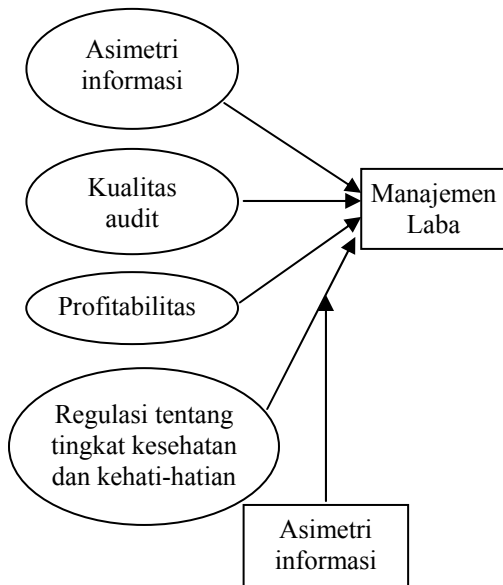 Asimetri
informasi
Kualitas
audit
Manajemen
Laba
Profitabilitas
Regulasi tentang
tingkat kesehatan
dan kehati-hatian
Asimetri
informasi